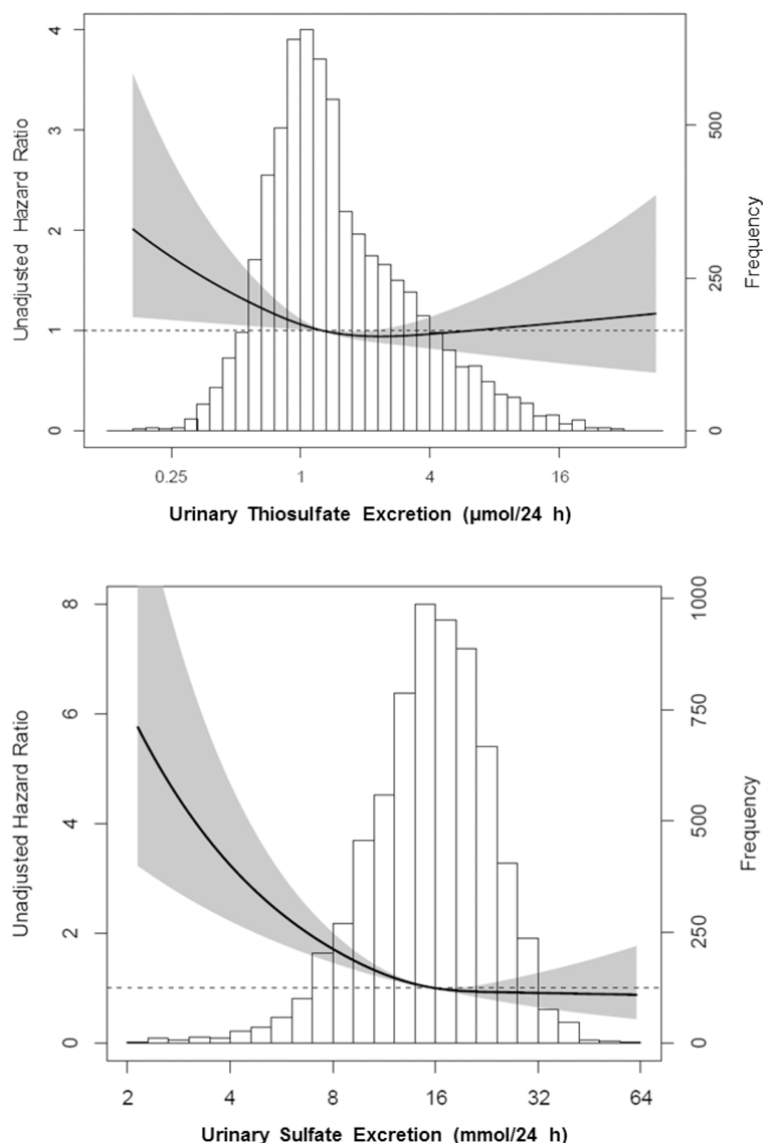 4
3
2
1
0
Unadjusted Hazard Ratio
500
250
0
Frequency
0.25 1 4 16
Urinary Thiosulfate Excretion (µmol/24 h)
8
6
4
2
0
Unadjusted Hazard Ratio
1000
750
500
250
0
Frequency
2 4 8 16 32 64
Urinary Sulfate Excretion (mmol/24 h)